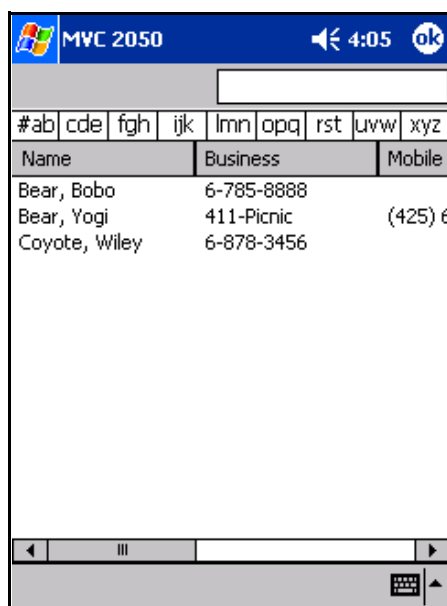 MVC 2050 4:05 ok
#ab cde fgh ijk lmn opq rst uvw xyz
Name Business Mobile
Bear, Bobo 6-785-8888
Bear, Yogi 411-Picnic (425) 6
Coyote, Wiley 6-878-3456